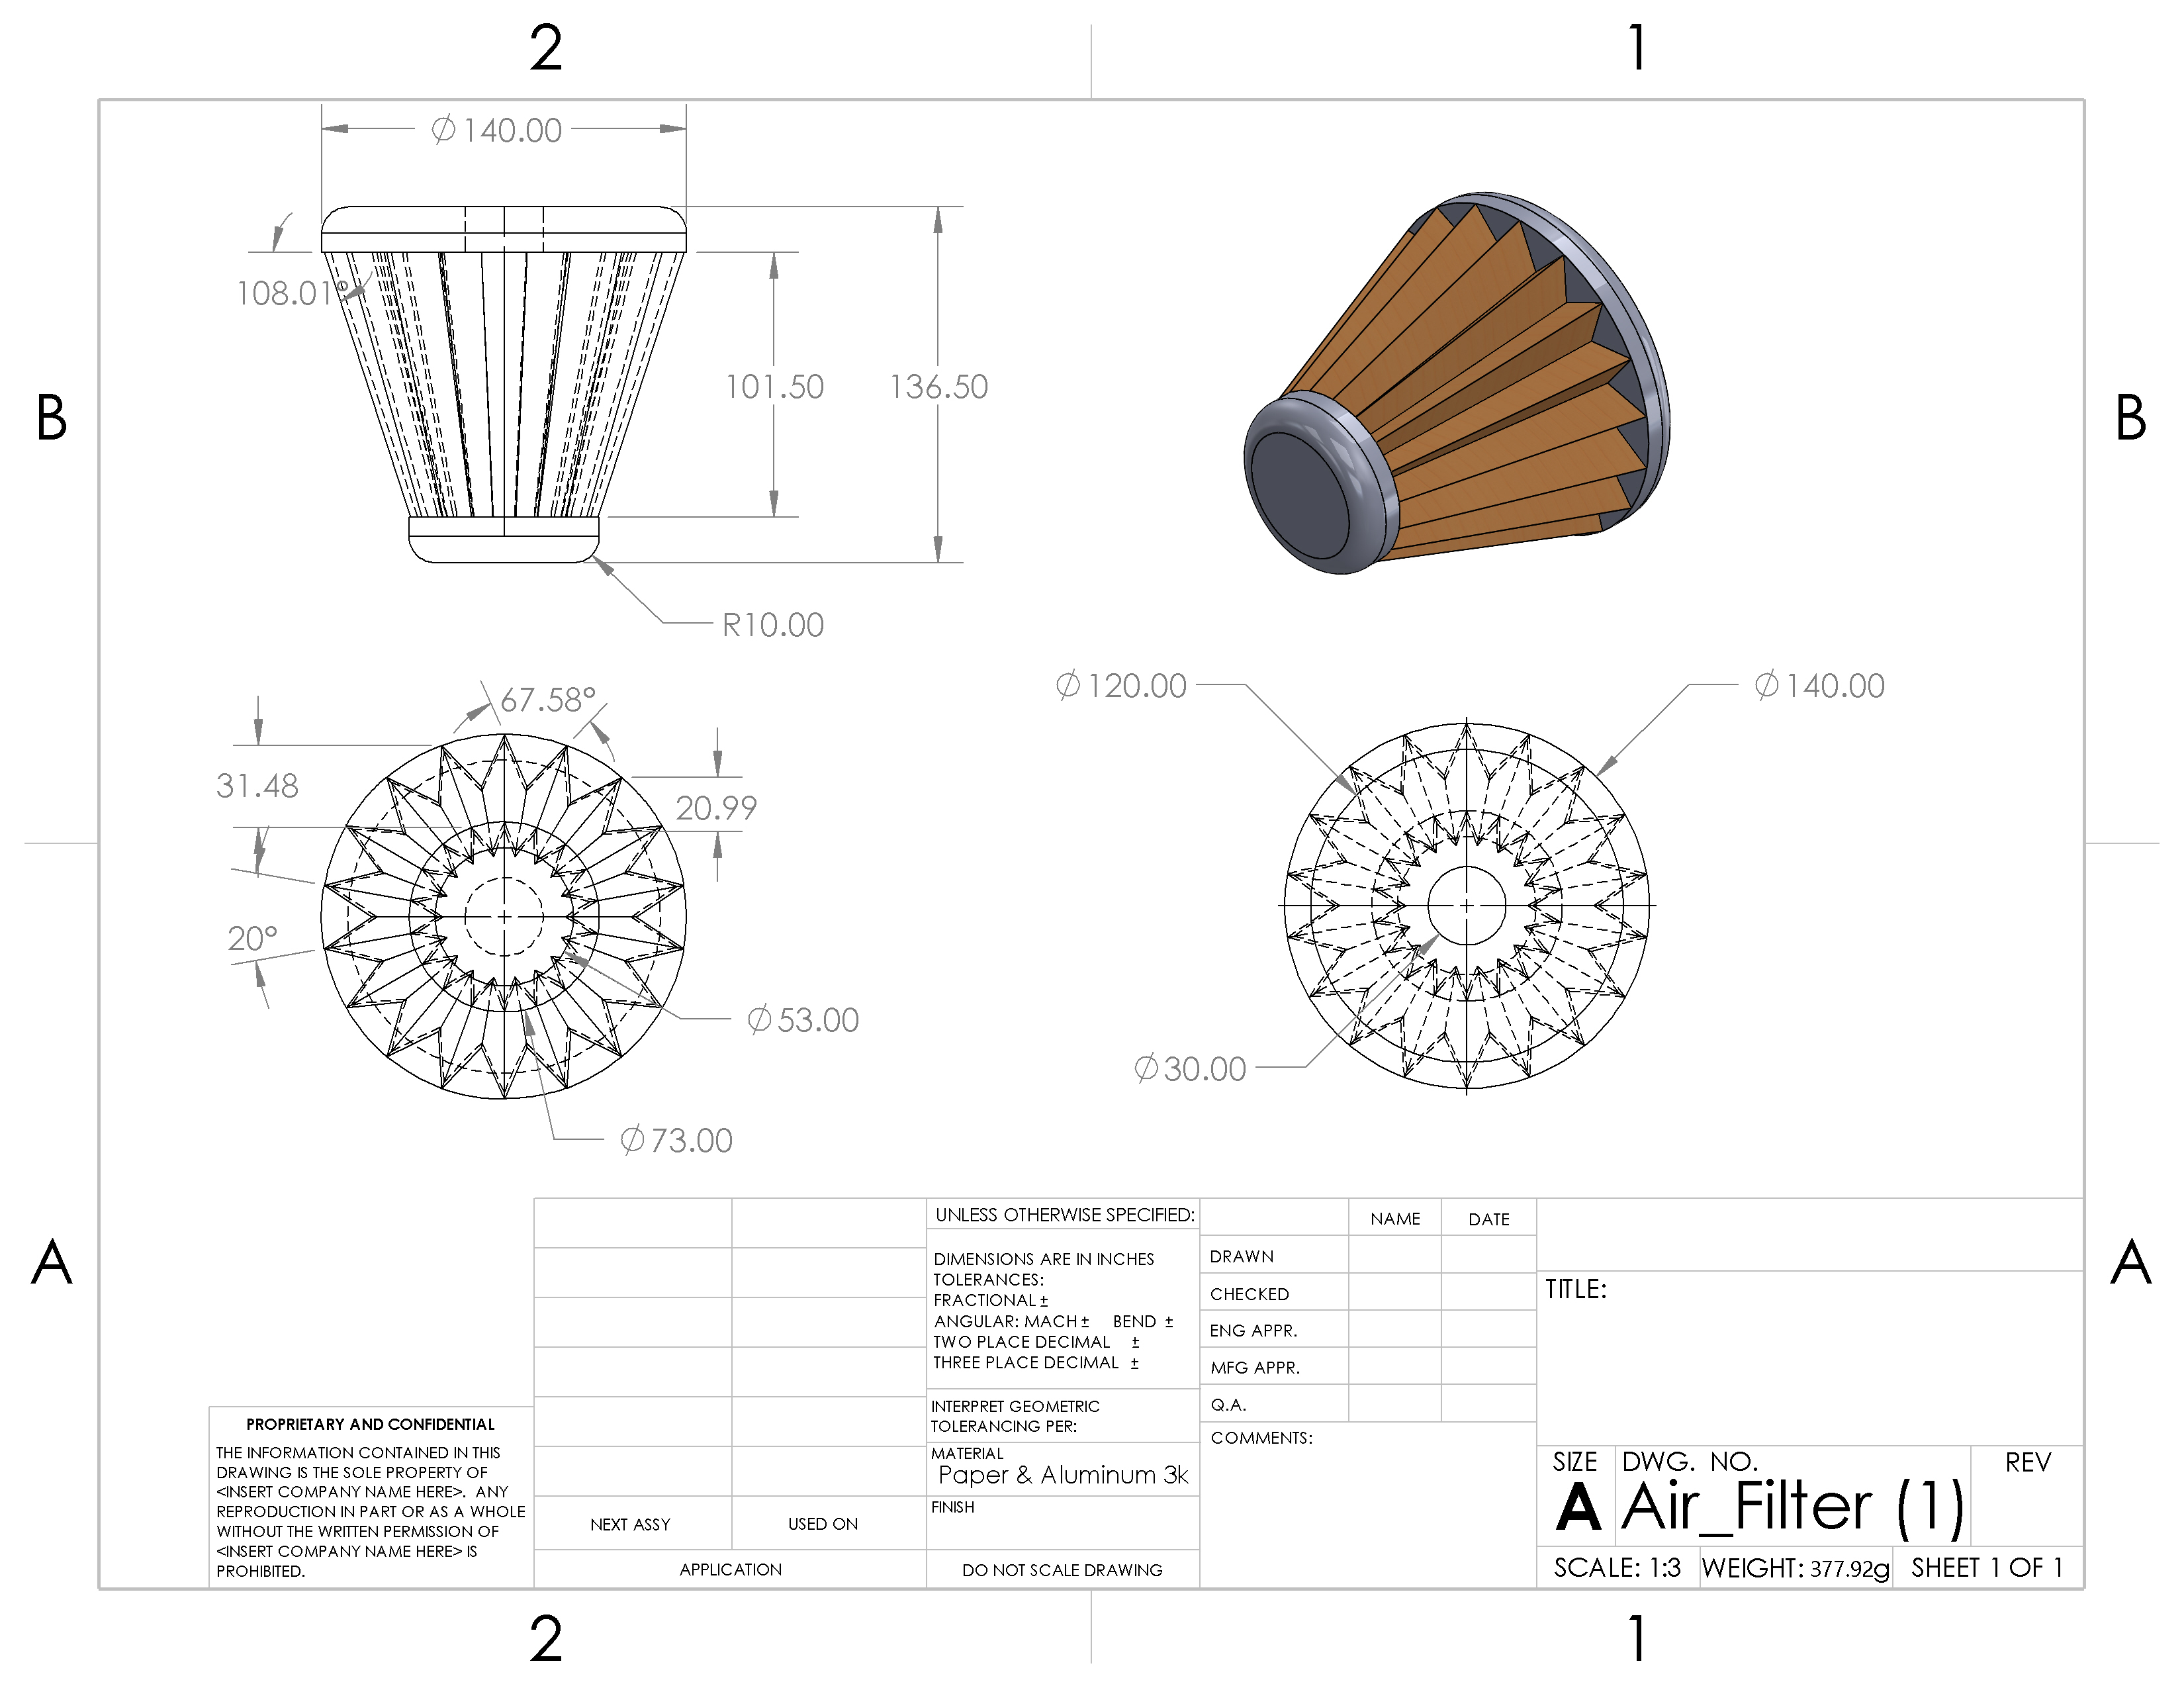 2
1
Ø140.00
108.01°
101.50
136.50
B
B
R10.00
67.58°
Ø120.00
Ø140.00
31.48
20.99
20°
Ø53.00
Ø30.00
Ø73.00
A
A
UNLESS OTHERWISE SPECIFIED:
DIMENSIONS ARE IN INCHES
TOLERANCES:
FRACTIONAL ±
ANGULAR: MACH ± BEND ±
TWO PLACE DECIMAL ±
THREE PLACE DECIMAL ±
INTERPRET GEOMETRIC
TOLERANCING PER:
MATERIAL
Paper & Aluminum 3k
FINISH
DO NOT SCALE DRAWING
NAME DATE
DRAWN
CHECKED
ENG APPR.
MFG APPR.
Q.A.
COMMENTS:
TITLE:
SIZE DWG. NO. REV
A Air_Filter (1)
SCALE: 1:3 WEIGHT: 377.92g SHEET 1 OF 1
NEXT ASSY USED ON
APPLICATION
PROPRIETARY AND CONFIDENTIAL
THE INFORMATION CONTAINED IN THIS
DRAWING IS THE SOLE PROPERTY OF
<INSERT COMPANY NAME HERE>. ANY
REPRODUCTION IN PART OR AS A WHOLE
WITHOUT THE WRITTEN PERMISSION OF
<INSERT COMPANY NAME HERE> IS
PROHIBITED.
2
1